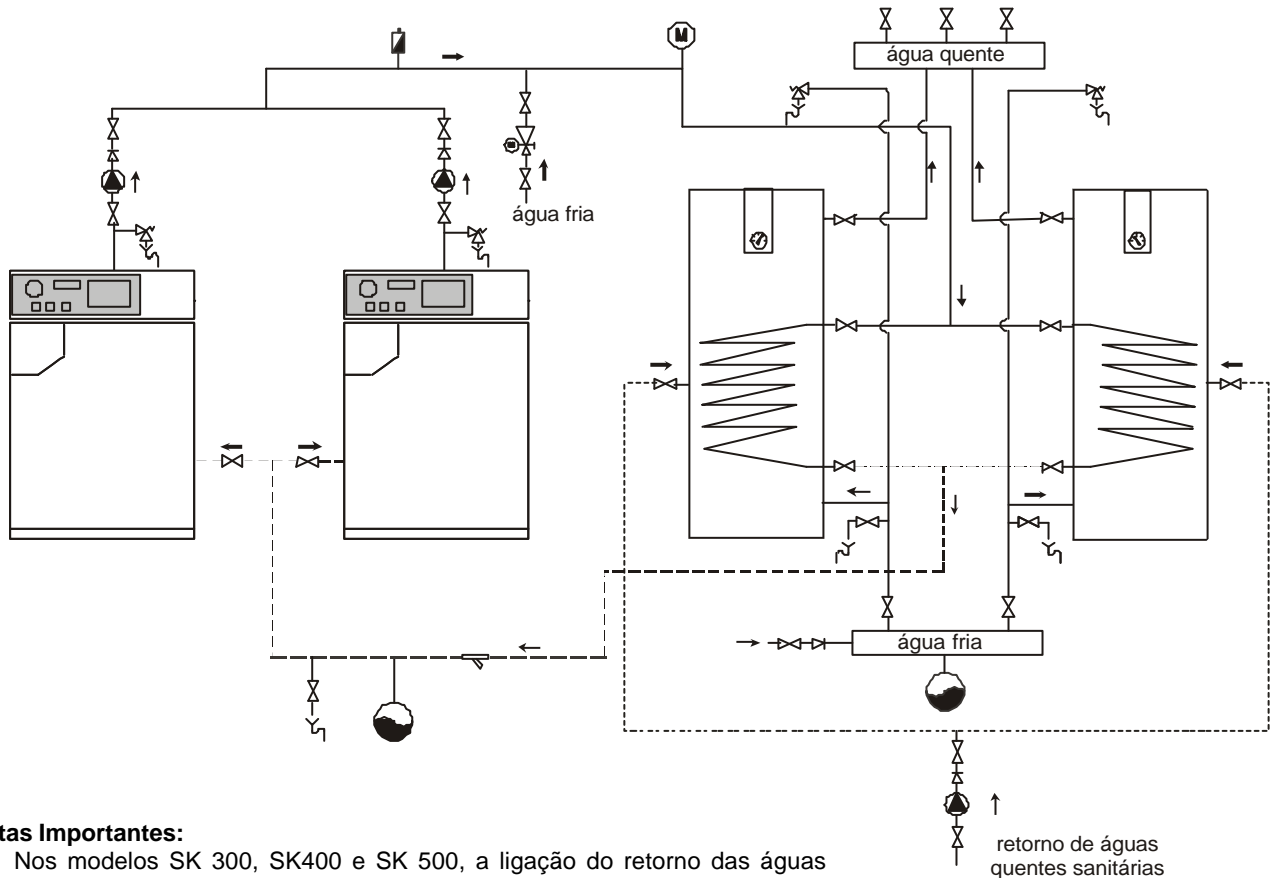 M
água quente
água fria
água fria
retorno de águas
quentes sanitárias
tas Importantes:
Nos modelos SK 300, SK400 e SK 500, a ligação do retorno das águas